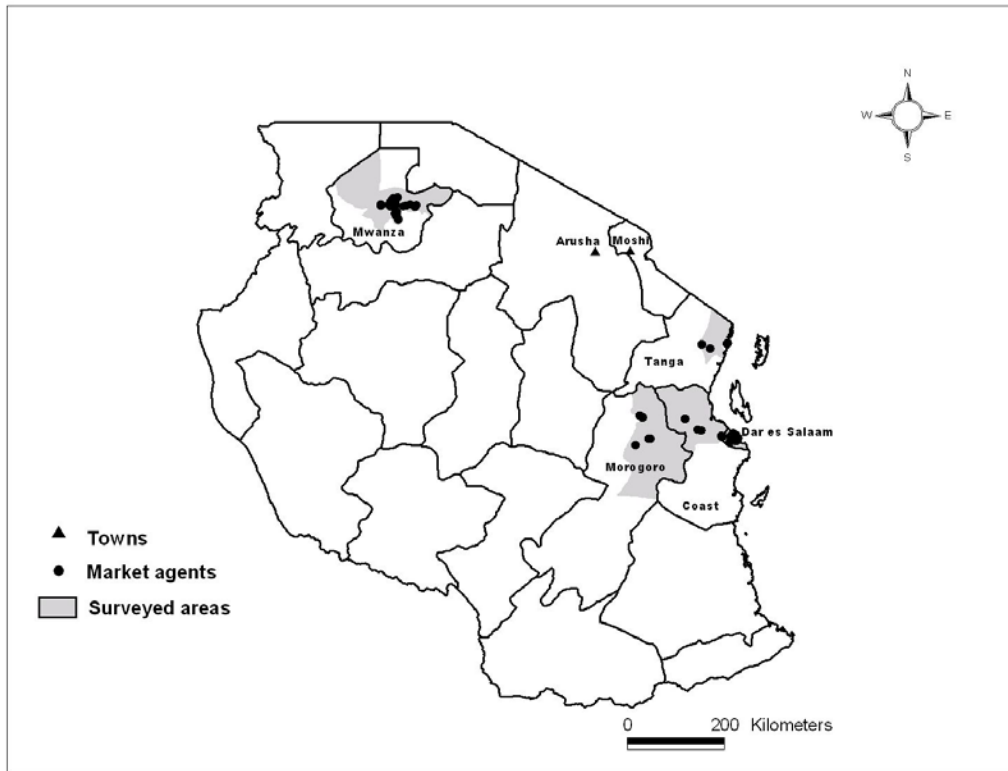 N
W E
S
Mwanza
Arusha Moshi
Tanga
Dar es Salaam
Morogoro
Coast
Towns
Market agents
Surveyed areas
0 200 Kilometers